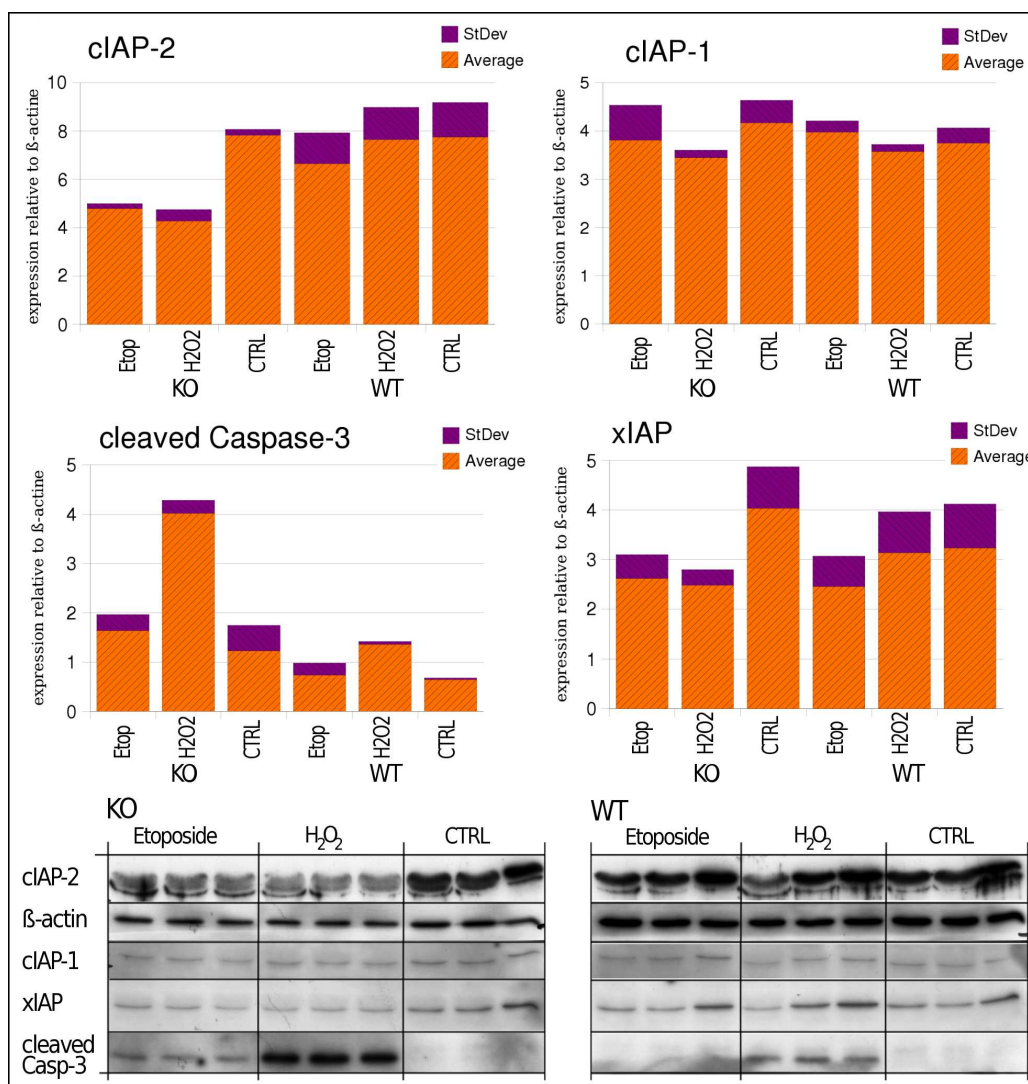 cIAP-2
StDev
Average
expression relative to ß-actine
10
8
6
4
2
0
Etop
H2O2
CTRL
Etop
H2O2
CTRL
KO
WT
cIAP-1
StDev
Average
expression relative to ß-actine
5
4
3
2
1
0
Etop
H2O2
CTRL
Etop
H2O2
CTRL
KO
WT
cleaved Caspase-3
StDev
Average
expression relative to ß-actine
5
4
3
2
1
0
Etop
H2O2
CTRL
Etop
H2O2
CTRL
KO
WT
xIAP
StDev
Average
expression relative to ß-actine
5
4
3
2
1
0
Etop
H2O2
CTRL
Etop
H2O2
CTRL
KO
WT
KO
Etoposide
H₂O₂
CTRL
WT
Etoposide
H₂O₂
CTRL
cIAP-2
ß-actin
cIAP-1
xIAP
cleaved
Casp-3